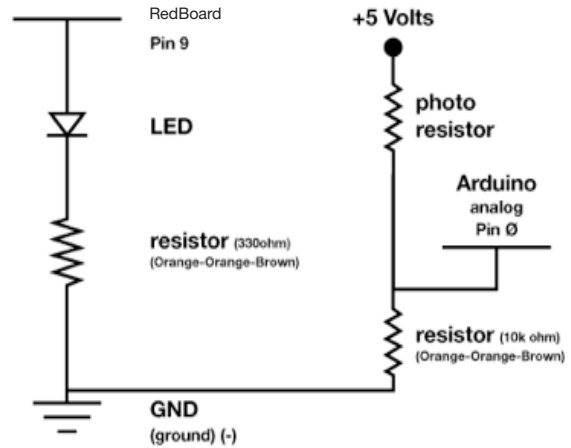 RedBoard
Pin 9
LED
resistor (330ohm)
(Orange-Orange-Brown)
GND
(ground) (-)
+5 Volts
photo
resistor
Arduino
analog
Pin Ø
resistor (10k ohm)
(Orange-Orange-Brown)